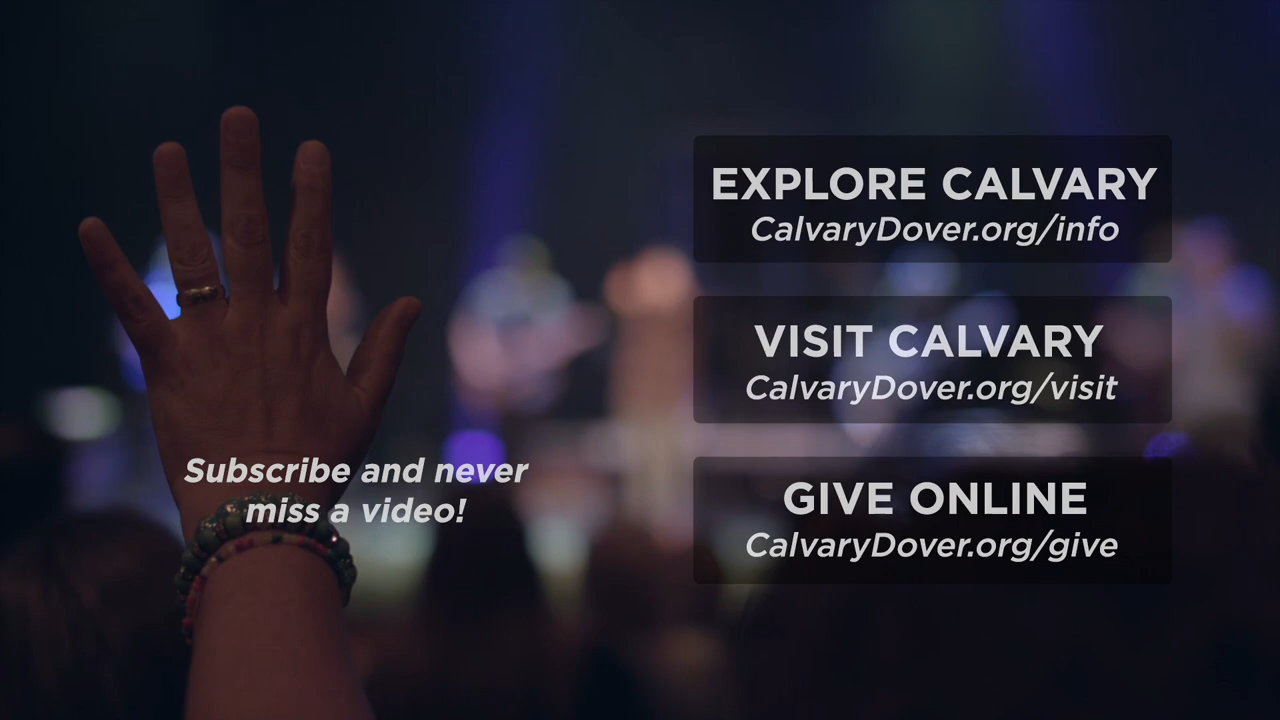 Subscribe and never
miss a video!
EXPLORE CALVARY
CalvaryDover.org/info
VISIT CALVARY
CalvaryDover.org/visit
GIVE ONLINE
CalvaryDover.org/give